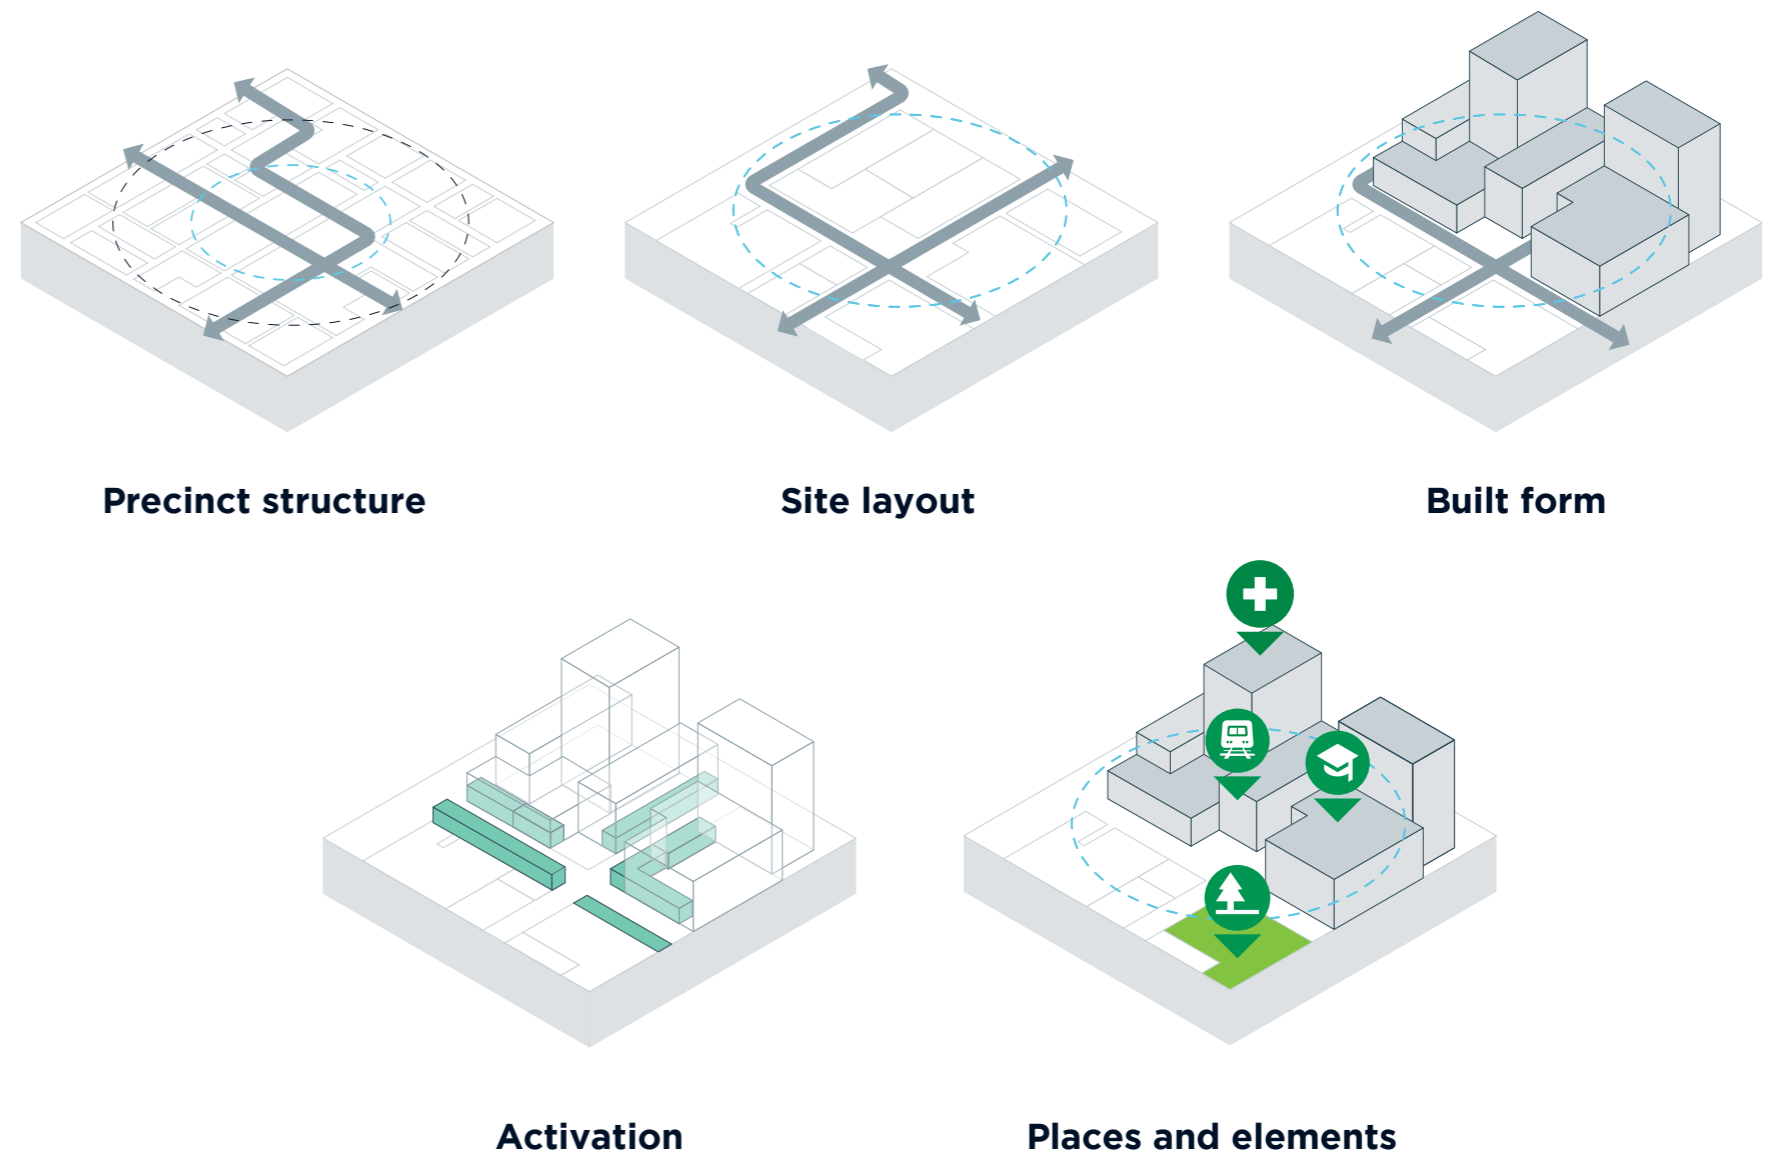 Precinct structure
Site layout
Built form
Activation
Places and elements